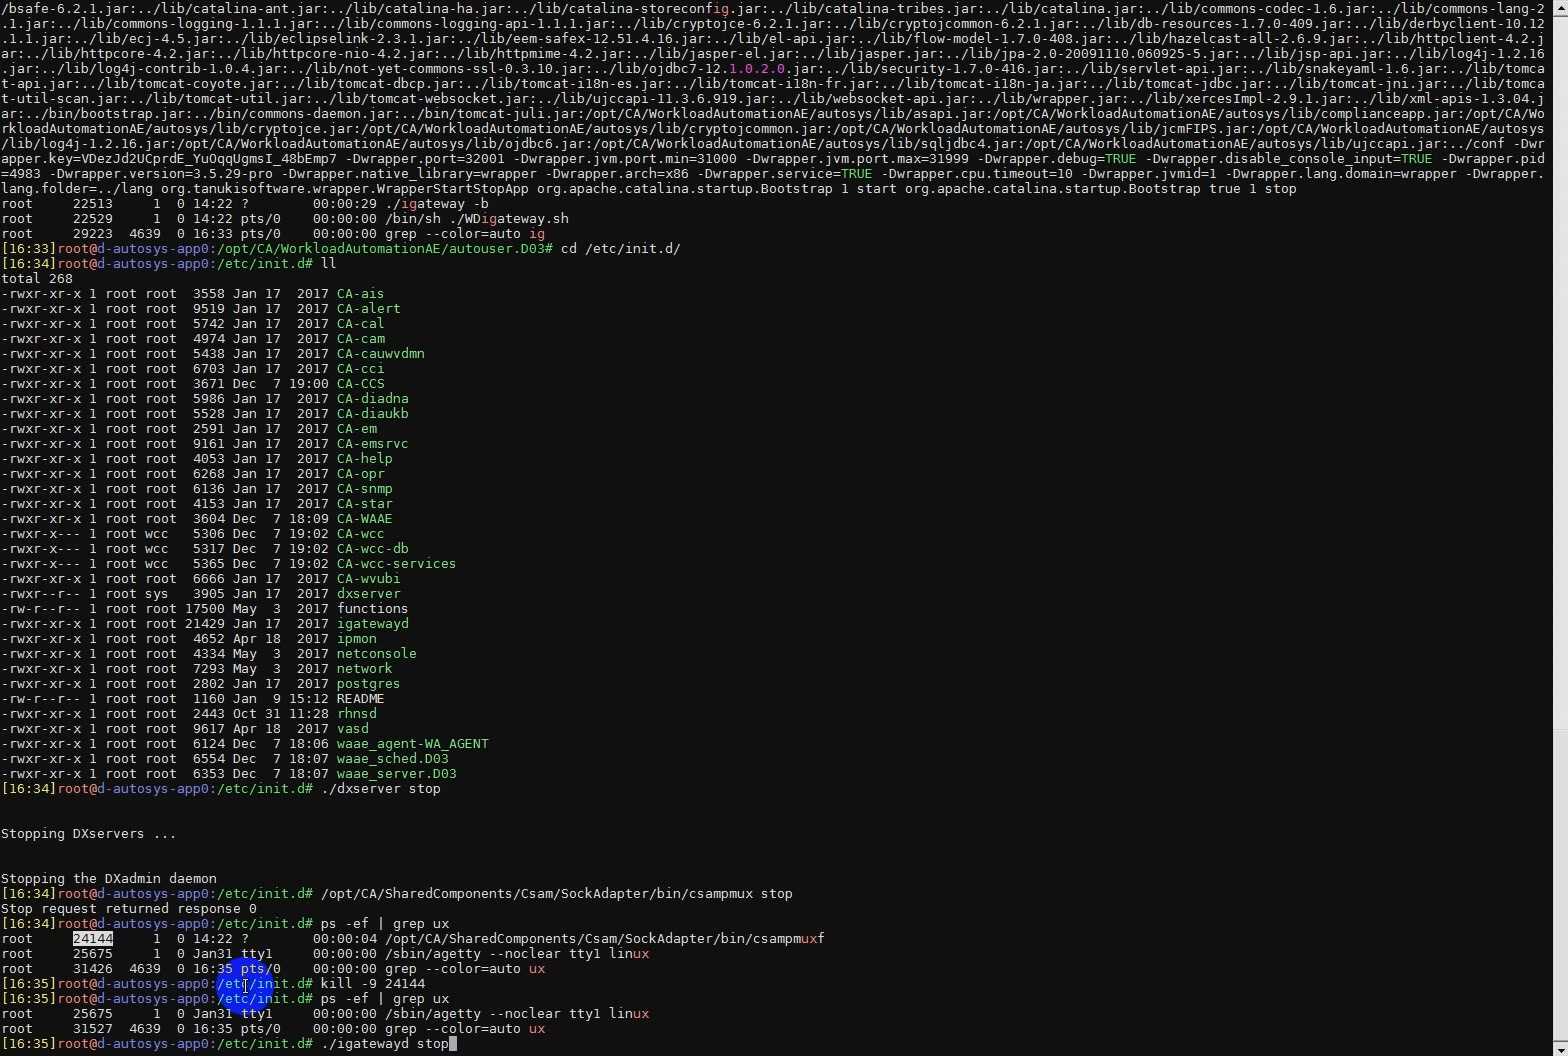 /bsafe-6.2.1.jar:../lib/catalina-ant.jar:../lib/catalina-ha.jar:../lib/catalina-storeconfig.jar:../lib/catalina-tribes.jar:../lib/catalina.jar:../lib/commons-codec-1.6.jar:../lib/commons-lang-2
.1.jar:../lib/commons-logging-1.1.1.jar:../lib/commons-logging-api-1.1.1.jar:../lib/cryptojce-6.2.1.jar:../lib/cryptojcommon-6.2.1.jar:../lib/db-resources-1.7.0-409.jar:../lib/derbyclient-10.12
.1.1.jar:../lib/ecj-4.5.jar:../lib/eclipselink-2.3.1.jar:../lib/eem-safex-12.51.4.16.jar:../lib/el-api.jar:../lib/flow-model-1.7.0-408.jar:../lib/hazelcast-all-2.6.9.jar:../lib/httpclient-4.2.j
ar:../lib/httpcore-4.2.jar:../lib/httpcore-nio-4.2.jar:../lib/httpmime-4.2.jar:../lib/jasper-el.jar:../lib/jasper.jar:../lib/jpa-2.0-20091110.060925-5.jar:../lib/jsp-api.jar:../lib/log4j-1.2.16
.jar:../lib/log4j-contrib-1.0.4.jar:../lib/not-yet-commons-ssl-0.3.10.jar:../lib/ojdbc7-12.1.0.2.0.jar:../lib/security-1.7.0-416.jar:../lib/servlet-api.jar:../lib/snakeyaml-1.6.jar:../lib/tomca
t-api.jar:../lib/tomcat-coyote.jar:../lib/tomcat-dbcp.jar:../lib/tomcat-i18n-es.jar:../lib/tomcat-i18n-fr.jar:../lib/tomcat-i18n-ja.jar:../lib/tomcat-jdbc.jar:../lib/tomcat-jni.jar:../lib/tomca
t-util-scan.jar:../lib/tomcat-util.jar:../lib/tomcat-websocket.jar:../lib/ujccapi-11.3.6.919.jar:../lib/websocket-api.jar:../lib/wrapper.jar:../lib/xercesImpl-2.9.1.jar:../lib/xml-apis-1.3.04.j
ar:../bin/bootstrap.jar:../bin/commons-daemon.jar:../bin/tomcat-juli.jar:/opt/CA/WorkloadAutomationAE/autosys/lib/asapi.jar:/opt/CA/WorkloadAutomationAE/autosys/lib/complianceapp.jar:/opt/CA/Wo
rkloadAutomationAE/autosys/lib/cryptojce.jar:/opt/CA/WorkloadAutomationAE/autosys/lib/cryptojcommon.jar:/opt/CA/WorkloadAutomationAE/autosys/lib/jcmFIPS.jar:/opt/CA/WorkloadAutomationAE/autosys
/lib/log4j-1.2.16.jar:/opt/CA/WorkloadAutomationAE/autosys/lib/ojdbc6.jar:/opt/CA/WorkloadAutomationAE/autosys/lib/sqljdbc4.jar:/opt/CA/WorkloadAutomationAE/autosys/lib/ujccapi.jar:../conf -Dwr
apper.key=VDezJd2UCprdE_YuOqqUgmsI_48bEmp7 -Dwrapper.port=32001 -Dwrapper.jvm.port.min=31000 -Dwrapper.jvm.port.max=31999 -Dwrapper.debug=TRUE -Dwrapper.disable_console_input=TRUE -Dwrapper.pid
=4983 -Dwrapper.version=3.5.29-pro -Dwrapper.native_library=wrapper -Dwrapper.arch=x86 -Dwrapper.service=TRUE -Dwrapper.cpu.timeout=10 -Dwrapper.jvmid=1 -Dwrapper.lang.domain=wrapper -Dwrapper.
lang.folder=../lang org.tanukisoftware.wrapper.WrapperStartStopApp org.apache.catalina.startup.Bootstrap 1 start org.apache.catalina.startup.Bootstrap true 1 stop
root     22513     1  0 14:22 ?        00:00:29 ./igateway -b
root     22529     1  0 14:22 pts/0    00:00:00 /bin/sh ./WDigateway.sh
root     29223  4639  0 16:33 pts/0    00:00:00 grep --color=auto ig
[16:33]root@d-autosys-app0:/opt/CA/WorkloadAutomationAE/autouser.D03# cd /etc/init.d/
[16:34]root@d-autosys-app0:/etc/init.d# ll
total 268
-rwxr-xr-x 1 root root  3558 Jan 17  2017 CA-ais
-rwxr-xr-x 1 root root  9519 Jan 17  2017 CA-alert
-rwxr-xr-x 1 root root  5742 Jan 17  2017 CA-cal
-rwxr-xr-x 1 root root  4974 Jan 17  2017 CA-cam
-rwxr-xr-x 1 root root  5438 Jan 17  2017 CA-cauwvdmn
-rwxr-xr-x 1 root root  6703 Jan 17  2017 CA-cci
-rwxr-xr-x 1 root root  3671 Dec  7 19:00 CA-CCS
-rwxr-xr-x 1 root root  5986 Jan 17  2017 CA-diadna
-rwxr-xr-x 1 root root  5528 Jan 17  2017 CA-diaukb
-rwxr-xr-x 1 root root  2591 Jan 17  2017 CA-em
-rwxr-xr-x 1 root root  9161 Jan 17  2017 CA-emsrvc
-rwxr-xr-x 1 root root  4053 Jan 17  2017 CA-help
-rwxr-xr-x 1 root root  6268 Jan 17  2017 CA-opr
-rwxr-xr-x 1 root root  6136 Jan 17  2017 CA-snmp
-rwxr-xr-x 1 root root  4153 Jan 17  2017 CA-star
-rwxr-xr-x 1 root root  3604 Dec  7 18:09 CA-WAAE
-rwxr-x--- 1 root wcc   5306 Dec  7 19:02 CA-wcc
-rwxr-x--- 1 root wcc   5317 Dec  7 19:02 CA-wcc-db
-rwxr-x--- 1 root wcc   5365 Dec  7 19:02 CA-wcc-services
-rwxr-xr-x 1 root root  6666 Jan 17  2017 CA-wvubi
-rwxr--r-- 1 root sys   3905 Jan 17  2017 dxserver
-rw-r--r-- 1 root root 17500 May  3  2017 functions
-rwxr-xr-x 1 root root 21429 Jan 17  2017 igatewayd
-rwxr-xr-x 1 root root  4652 Apr 18  2017 ipmon
-rwxr-xr-x 1 root root  4334 May  3  2017 netconsole
-rwxr-xr-x 1 root root  7293 May  3  2017 network
-rwxr-xr-x 1 root root  2802 Jan 17  2017 postgres
-rw-r--r-- 1 root root  1160 Jan  9 15:12 README
-rwxr-xr-x 1 root root  2443 Oct 31 11:28 rhnsd
-rwxr-xr-x 1 root root  9617 Apr 18  2017 vasd
-rwxr-xr-x 1 root root  6124 Dec  7 18:06 waae_agent-WA_AGENT
-rwxr-xr-x 1 root root  6554 Dec  7 18:07 waae_sched.D03
-rwxr-xr-x 1 root root  6353 Dec  7 18:07 waae_server.D03
[16:34]root@d-autosys-app0:/etc/init.d# ./dxserver stop
Stopping DXservers ...
Stopping the DXadmin daemon
[16:34]root@d-autosys-app0:/etc/init.d# /opt/CA/SharedComponents/Csam/SockAdapter/bin/csampmux stop
Stop request returned response 0
[16:34]root@d-autosys-app0:/etc/init.d# ps -ef | grep ux
root     24144     1  0 14:22 ?        00:00:04 /opt/CA/SharedComponents/Csam/SockAdapter/bin/csampmuxf
root     25675     1  0 Jan31 tty1     00:00:00 /sbin/agetty --noclear tty1 linux
root     31426  4639  0 16:35 pts/0    00:00:00 grep --color=auto ux
[16:35]root@d-autosys-app0:/etc/init.d# kill -9 24144
[16:35]root@d-autosys-app0:/etc/init.d# ps -ef | grep ux
root     25675     1  0 Jan31 tty1     00:00:00 /sbin/agetty --noclear tty1 linux
root     31527  4639  0 16:35 pts/0    00:00:00 grep --color=auto ux
[16:35]root@d-autosys-app0:/etc/init.d# ./igatewayd stop